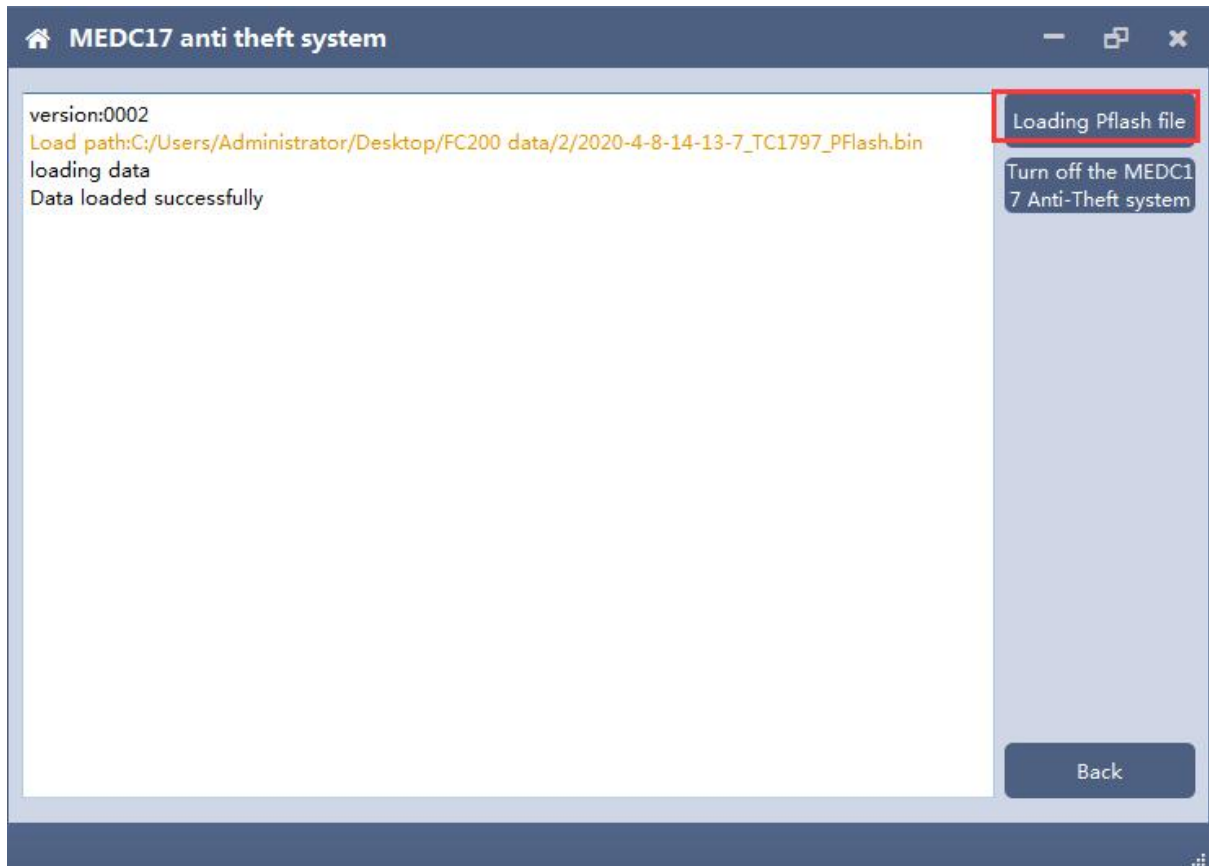 MEDC17 anti theft system
version:0002
Load path:C:/Users/Administrator/Desktop/FC200 data/2/2020-4-8-14-13-7_TC1797_PFlash.bin
loading data
Data loaded successfully
Loading Pflash file
Turn off the MEDC1
7 Anti-Theft system
Back